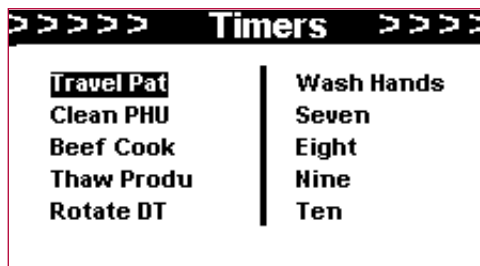 > > > > > Timers > > > >
Travel Pat
Clean PHU
Beef Cook
Thaw Produ
Rotate DT
Wash Hands
Seven
Eight
Nine
Ten